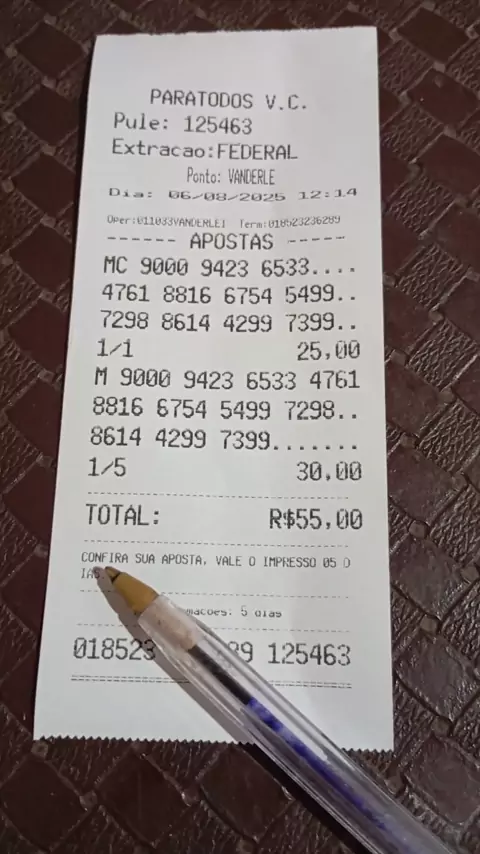 PARATODOS V.C.
Pule: 125463
Extracao:FEDERAL
Ponto: VANDERLE
Dia: 06/08/2025 12:14
Oper:011033VANDERLEI Term:018523236289
------ APOSTAS -----
MC 9000 9423 6533....
4761 8816 6754 5499..
7298 8614 4299 7399..
1/1 25,00
M 9000 9423 6533 4761
8816 6754 5499 7298..
8614 4299 7399.......
1/5 30,00
TOTAL: R$55,00
CONFIRA SUA APOSTA, VALE O IMPRESSO 05 D
5 dias
018523 125463